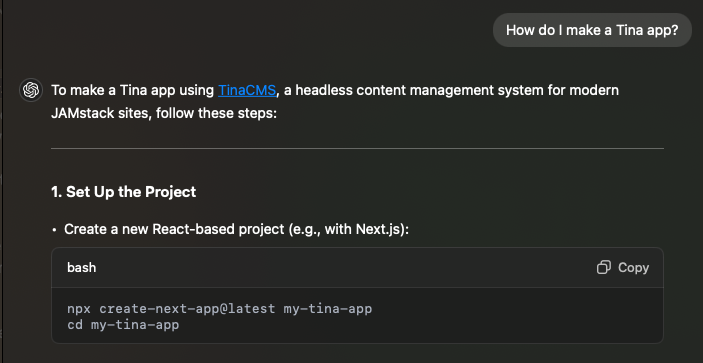 How do I make a Tina app?
To make a Tina app using TinaCMS, a headless content management system for modern
JAMstack sites, follow these steps:
1. Set Up the Project
• Create a new React-based project (e.g., with Next.js):
bash
Copy
npx create-next-app@latest my-tina-app
cd my-tina-app